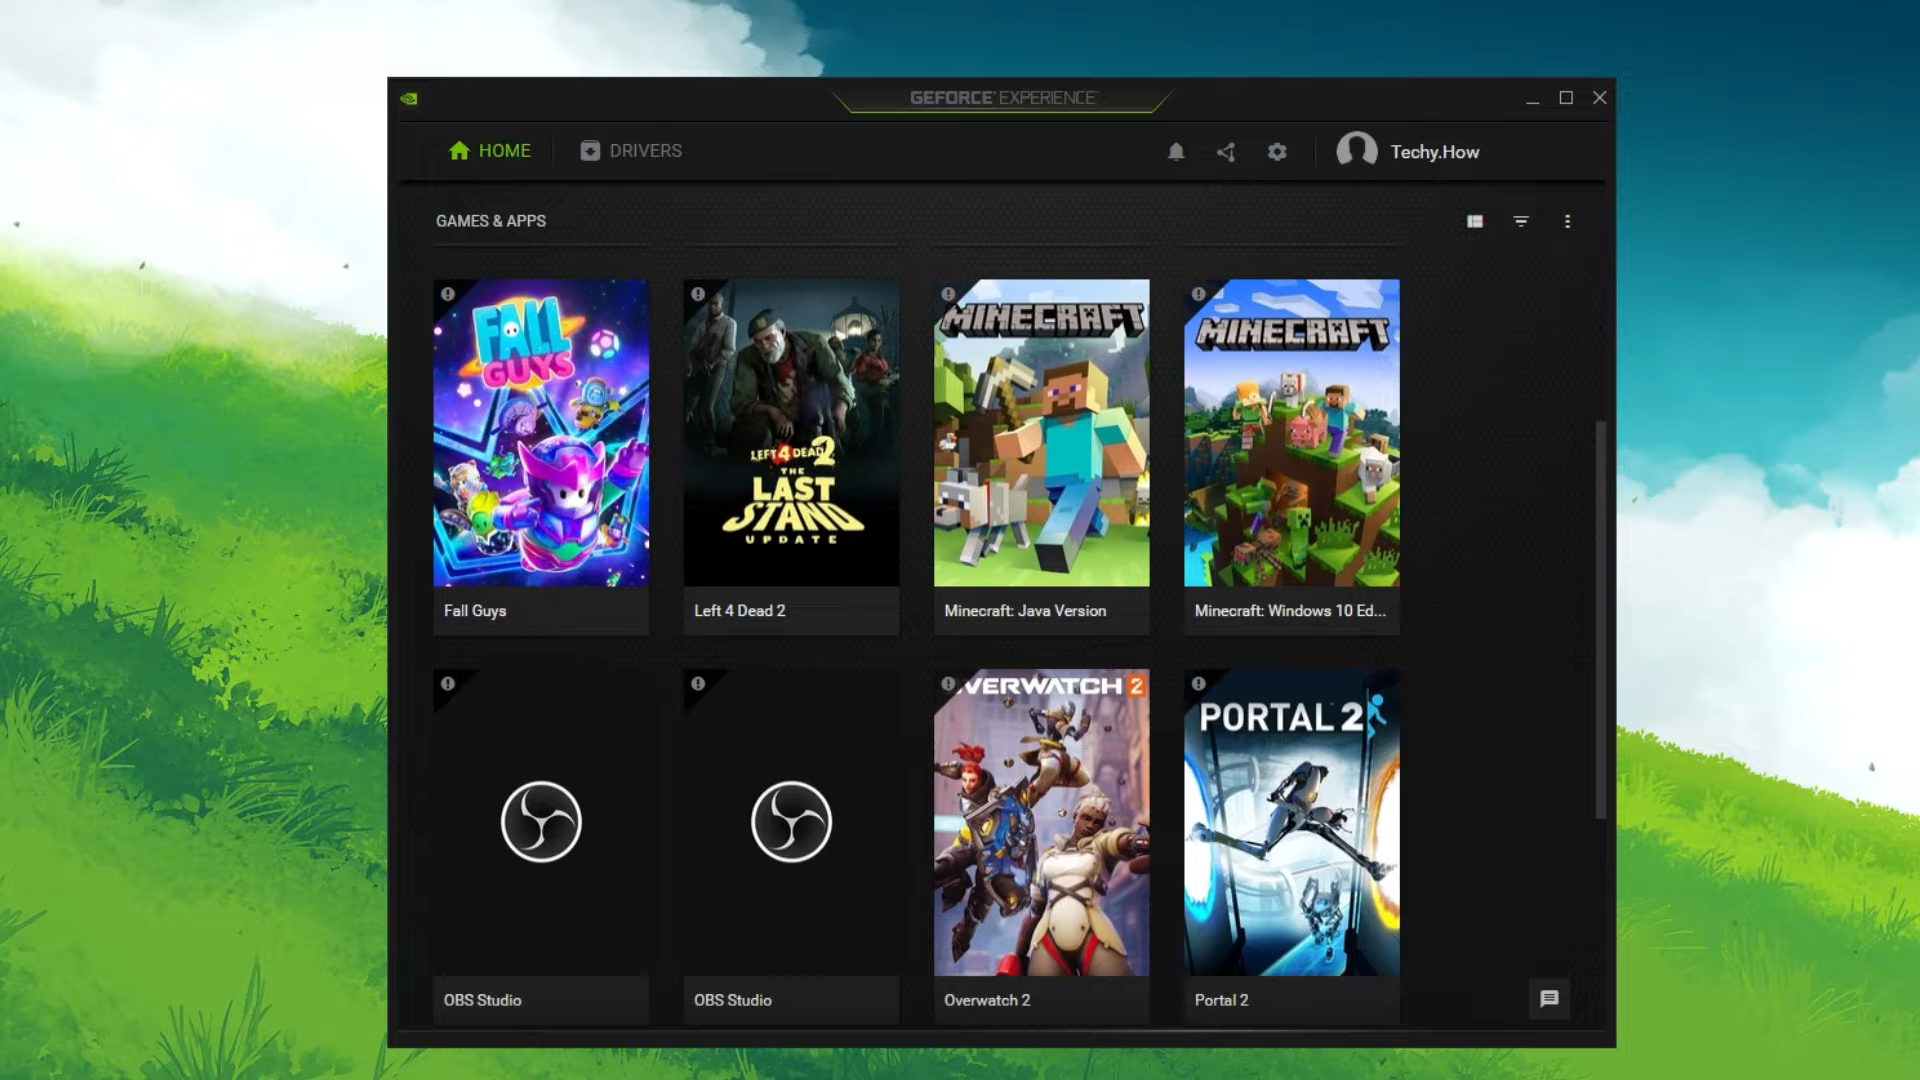 GEFORCE EXPERIENCE
HOME
DRIVERS
Techy.How
GAMES & APPS
FALL
GUYS
LEFT 4 DEAD 2
THE
LAST
STAND
UPDATE
MINECRAFT
MINECRAFT
Fall Guys
Left 4 Dead 2
Minecraft: Java Version
Minecraft: Windows 10 Ed...
VERWATCH 2
PORTAL 2
OBS Studio
OBS Studio
Overwatch 2
Portal 2